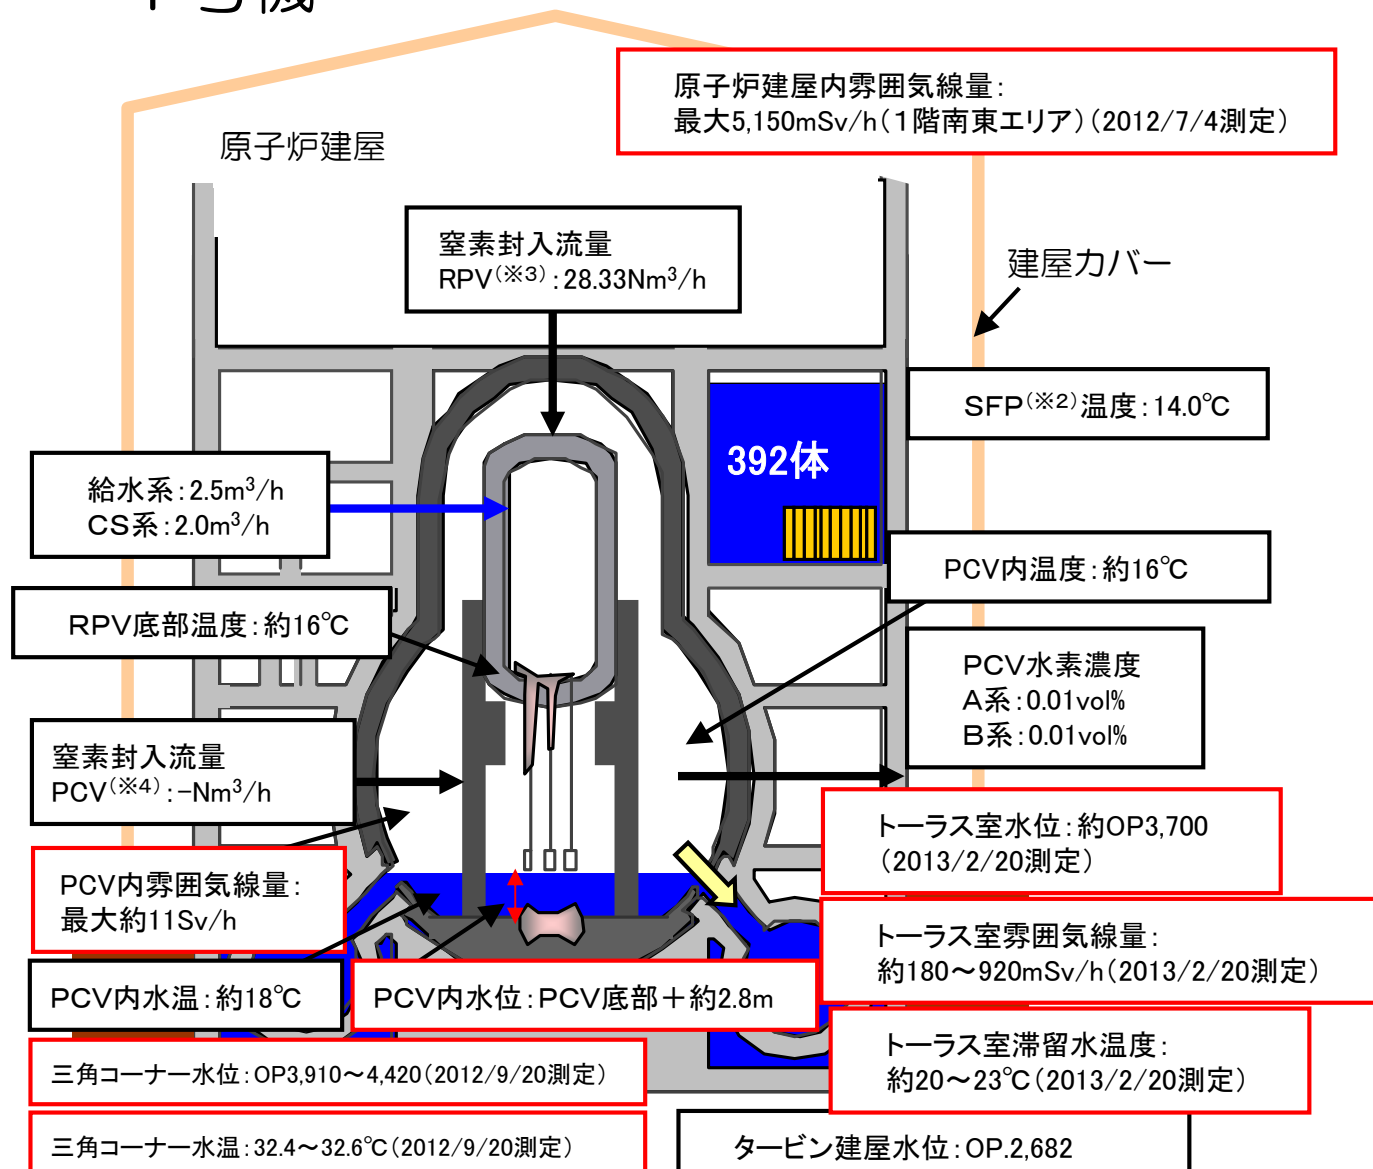 原子炉建屋内雰囲気線量:
最大5,150mSv/h(1階南東エリア)(2012/7/4測定)
原子炉建屋
窒素封入流量
RPV(※3):28.33Nm3/h
建屋カバー
SFP(※2)温度:14.0℃
392体
給水系:2.5m3/h
CS系:2.0m3/h
PCV内温度:約16℃
RPV底部温度:約16℃
PCV水素濃度
A系:0.01vol%
B系:0.01vol%
窒素封入流量
PCV(※4):-Nm3/h
トーラス室水位:約OP3,700
(2013/2/20測定)
PCV内雰囲気線量:
最大約11Sv/h
トーラス室雰囲気線量:
約180~920mSv/h(2013/2/20測定)
PCV内水温:約18℃
PCV内水位:PCV底部+約2.8m
トーラス室滞留水温度:
約20~23℃(2013/2/20測定)
三角コーナー水位:OP3,910~4,420(2012/9/20測定)
三角コーナー水温:32.4~32.6℃(2012/9/20測定)
タービン建屋水位:OP.2,682